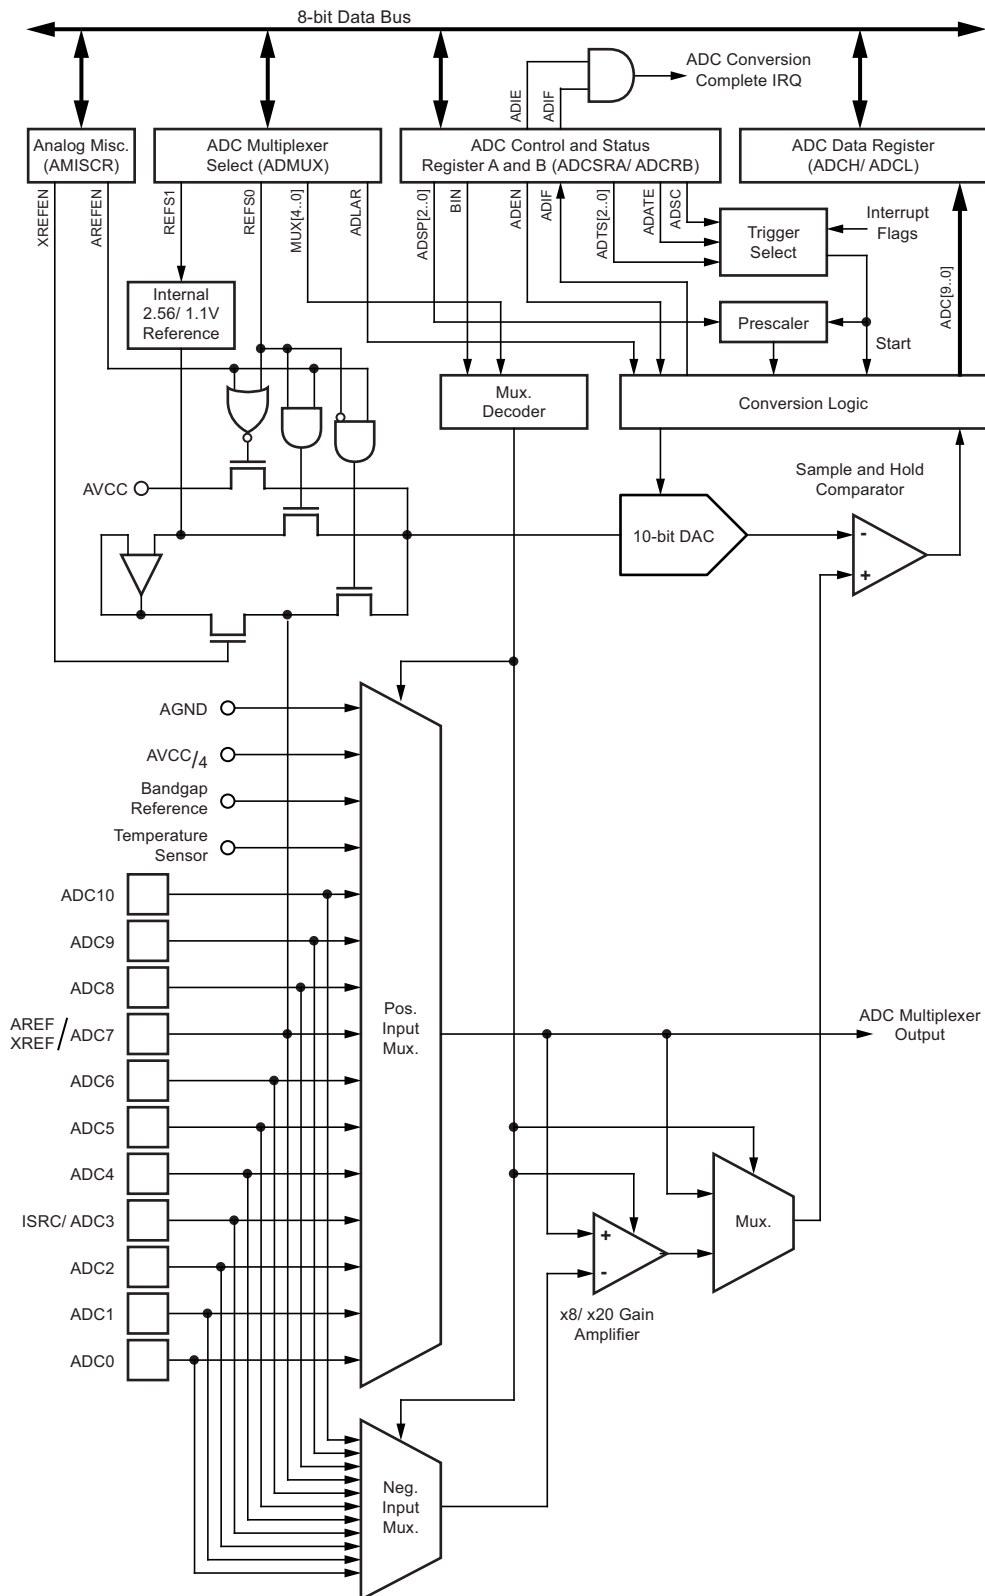 8-bit Data Bus
ADC Conversion
Complete IRQ
ADIE
ADIF
Analog Misc.
(AMISCR)
ADC Multiplexer
Select (ADMUX)
ADC Control and Status
Register A and B (ADCSRA/ ADCRB)
ADC Data Register
(ADCH/ ADCL)
XREFEN
AREFEN
REFS1
REFS0
MUX[4..0]
ADLAR
ADSP[2..0]
BIN
ADEN
ADIF
ADTS[2..0]
ADATE
ADSC
ADC[9..0]
Trigger
Select
Interrupt
Flags
Internal
2.56/ 1.1V
Reference
Prescaler
Start
Mux.
Decoder
Conversion Logic
AVCC
Sample and Hold
Comparator
10-bit DAC
-
+
AGND
AVCC/4
Bandgap
Reference
Temperature
Sensor
ADC10
ADC9
ADC8
AREF
XREF / ADC7
ADC6
ADC5
ADC4
ISRC/ ADC3
ADC2
ADC1
ADC0
Pos.
Input
Mux.
ADC Multiplexer
Output
Mux.
+
-
x8/ x20 Gain
Amplifier
Neg.
Input
Mux.